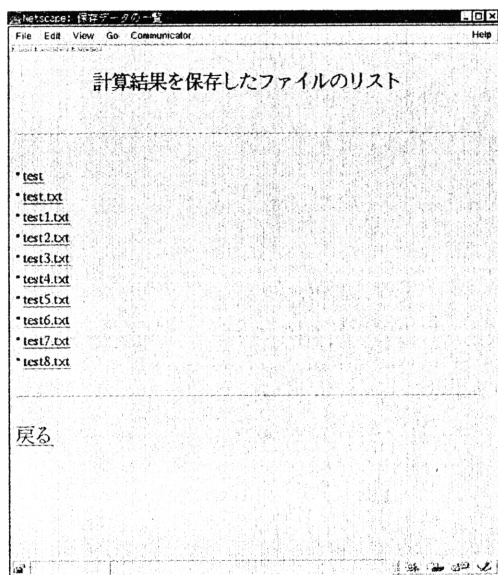 Netscape: 保存データの一覧
File Edit View Go Communicator Help
計算結果を保存したファイルのリスト
test
test.txt
test1.txt
test2.txt
test3.txt
test4.txt
test5.txt
test6.txt
test7.txt
test8.txt
戻る